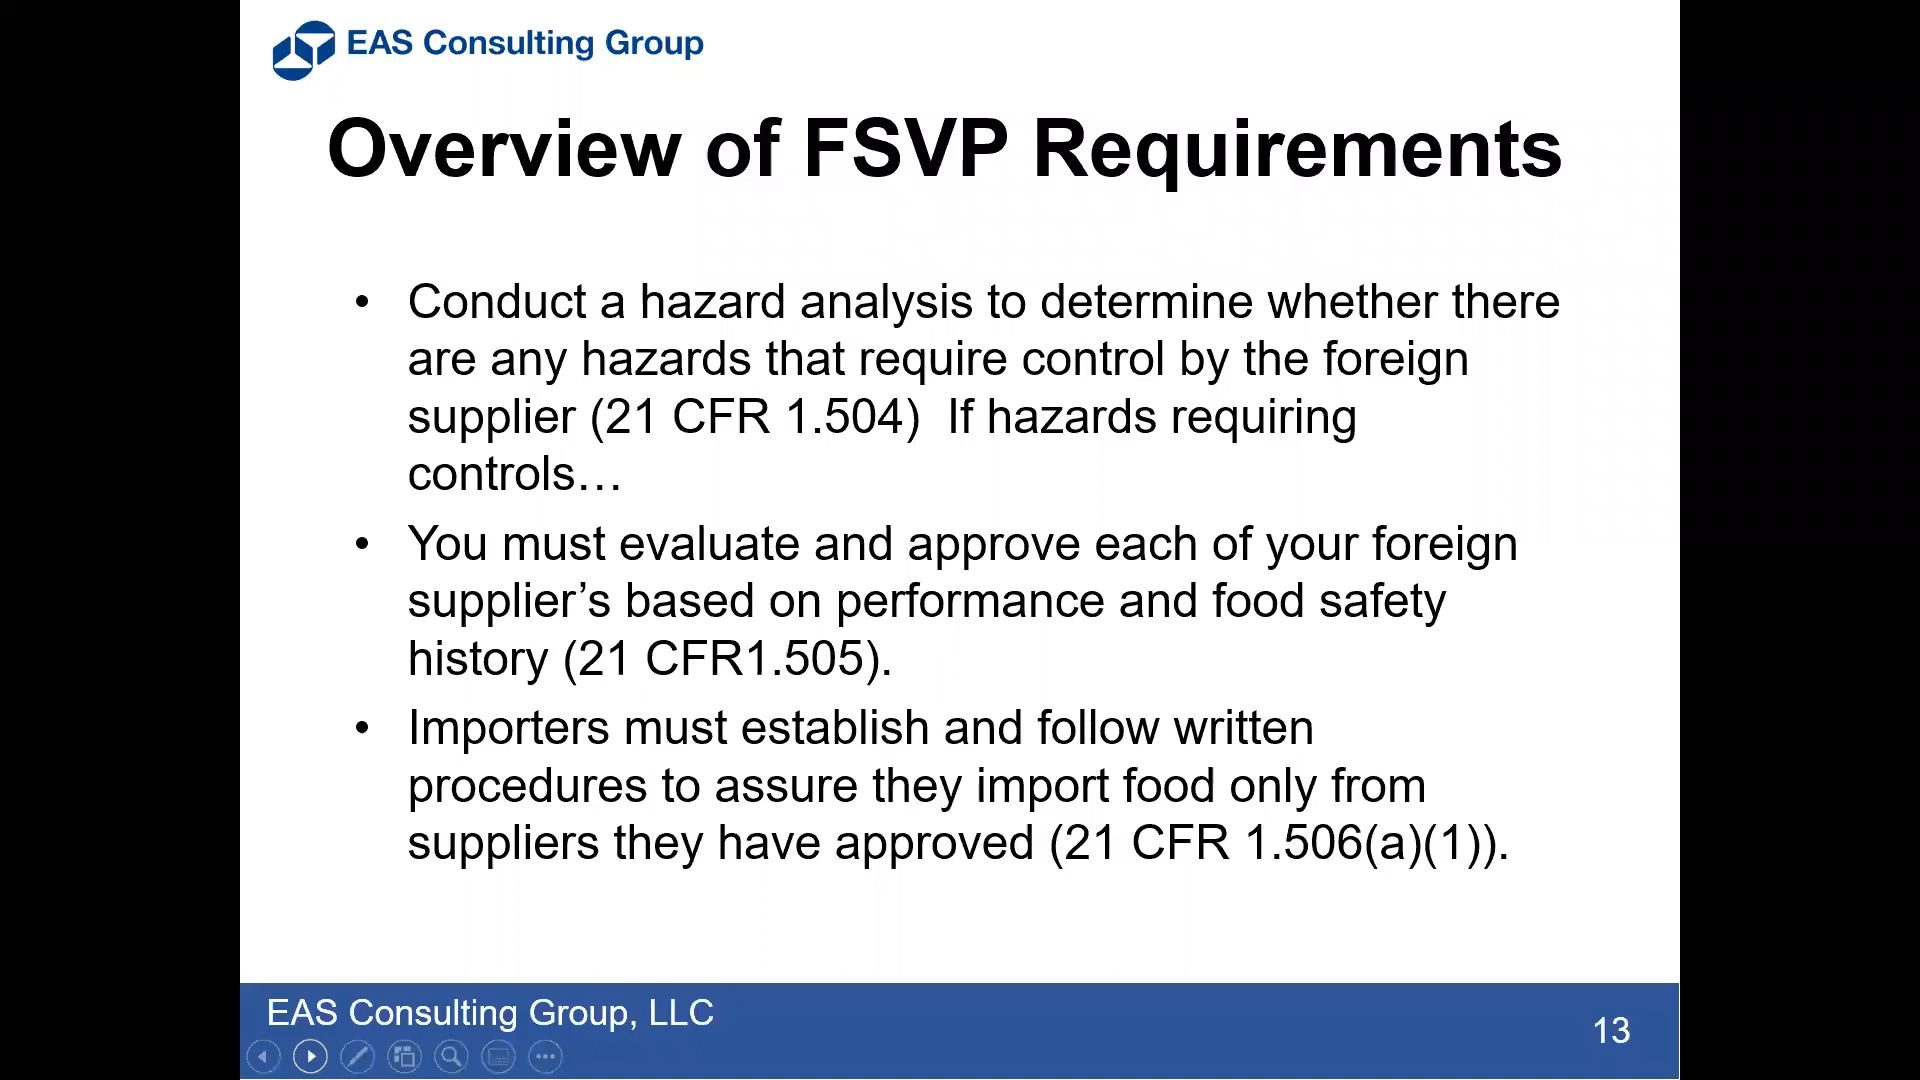 EAS Consulting Group
Overview of FSVP Requirements
• Conduct a hazard analysis to determine whether there
are any hazards that require control by the foreign
supplier (21 CFR 1.504)  If hazards requiring
controls…
• You must evaluate and approve each of your foreign
supplier’s based on performance and food safety
history (21 CFR1.505).
• Importers must establish and follow written
procedures to assure they import food only from
suppliers they have approved (21 CFR 1.506(a)(1)).
EAS Consulting Group, LLC
13